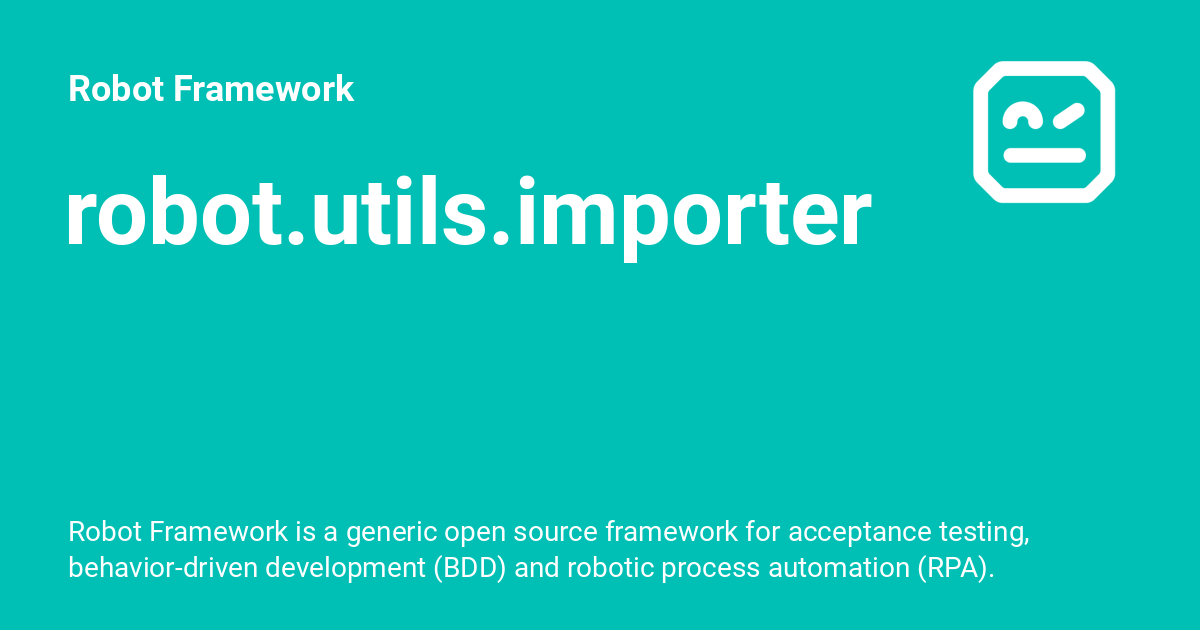 Robot Framework
robot.utils.importer
Robot Framework is a generic open source framework for acceptance testing,
behavior-driven development (BDD) and robotic process automation (RPA).